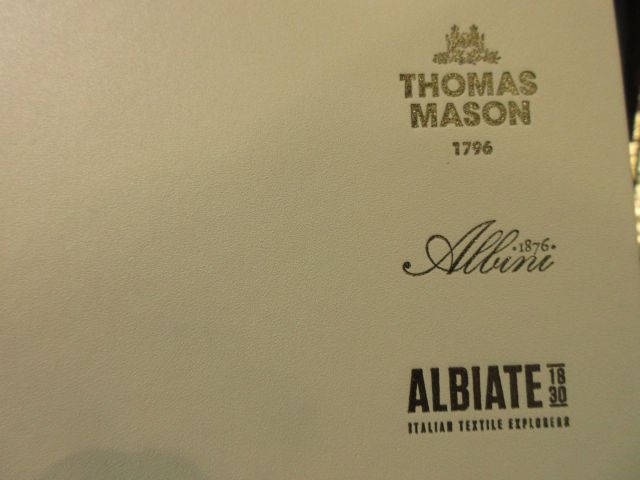 THOMAS
MASON
1796
Albini ·1876·
ALBIATE 18
30
ITALIAN TEXTILE EXPLORERS